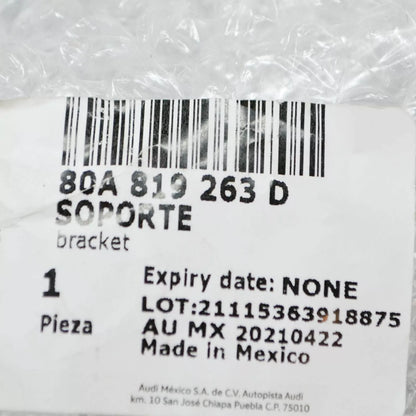 80A 819 263 D
SOPORTE
bracket
1
Pieza
Expiry date: NONE
LOT:21115363918875
AU MX 20210422
Made in Mexico
Audi México S.A. de C.V. Autopista Audi
km. 10 San José Chiapa Puebla C.P. 75010